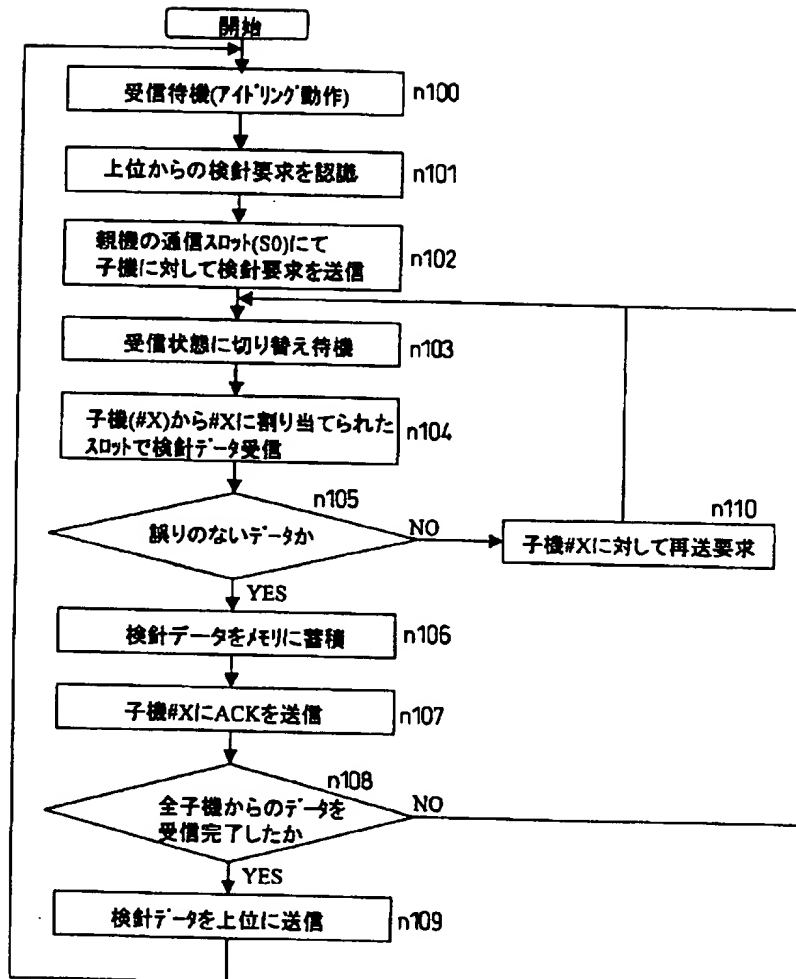 開始
受信待機(アイドリング動作)
n100
上位からの検針要求を認識
n101
親機の通信スロット(S0)にて
子機に対して検針要求を送信
n102
受信状態に切り替え待機
n103
子機(#X)から#Xに割り当てられた
スロットで検針データ受信
n104
n105
誤りのないデータか
NO
n110
子機#Xに対して再送要求
YES
検針データをメモリに蓄積
n106
子機#XにACKを送信
n107
n108
全子機からのデータを
受信完了したか
NO
YES
検針データを上位に送信
n109